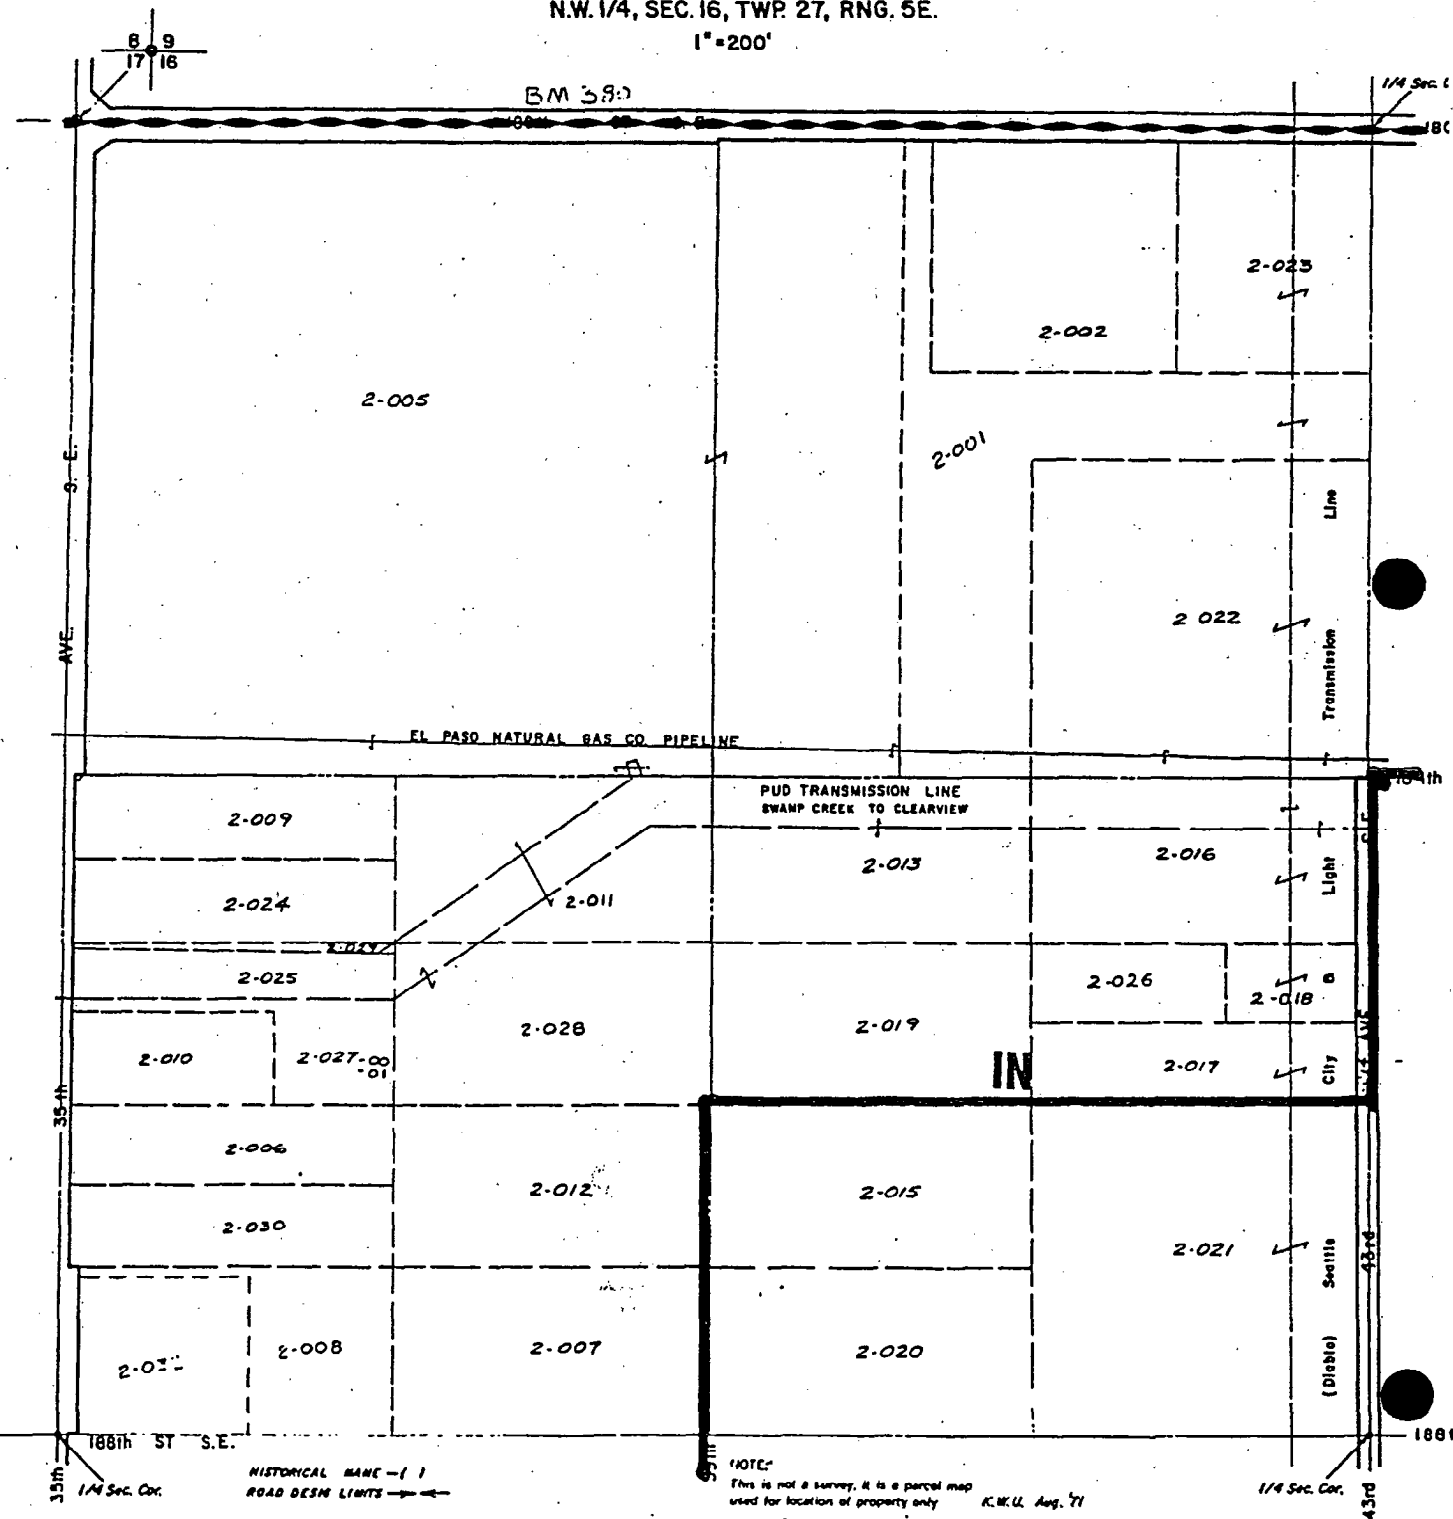 N.W. 1/4, SEC. 16, TWP. 27, RNG. 5E.
1"=200'
8 9
17 16
BM 380
1/4 Sec.
2-023
2-002
2-005
2-001
S. E.
Line
2 022
AVE.
Transmission
EL PASO NATURAL GAS CO PIPELINE
184th
PUD TRANSMISSION LINE
SWAMP CREEK TO CLEARVIEW
2-009
S.E.
2-013
2-016
Light
2-024
2-011
2-029
2-025
2-026
2-018
2-028
2-019
AVE
2-010
2-027-00
-01
IN
2-017
City
35th
2-006
2-012
2-015
2-030
2-021
Seattle
43rd
2-008
2-007
2-020
(Diablo)
188th ST S.E.
188
35th
1/4 Sec. Cor.
HISTORICAL NAME-( )
ROAD DESIG LIMITS
NOTE:
This is not a survey, it is a parcel map
used for location of property only
K.W.U. Aug. '71
1/4 Sec. Cor.
43rd